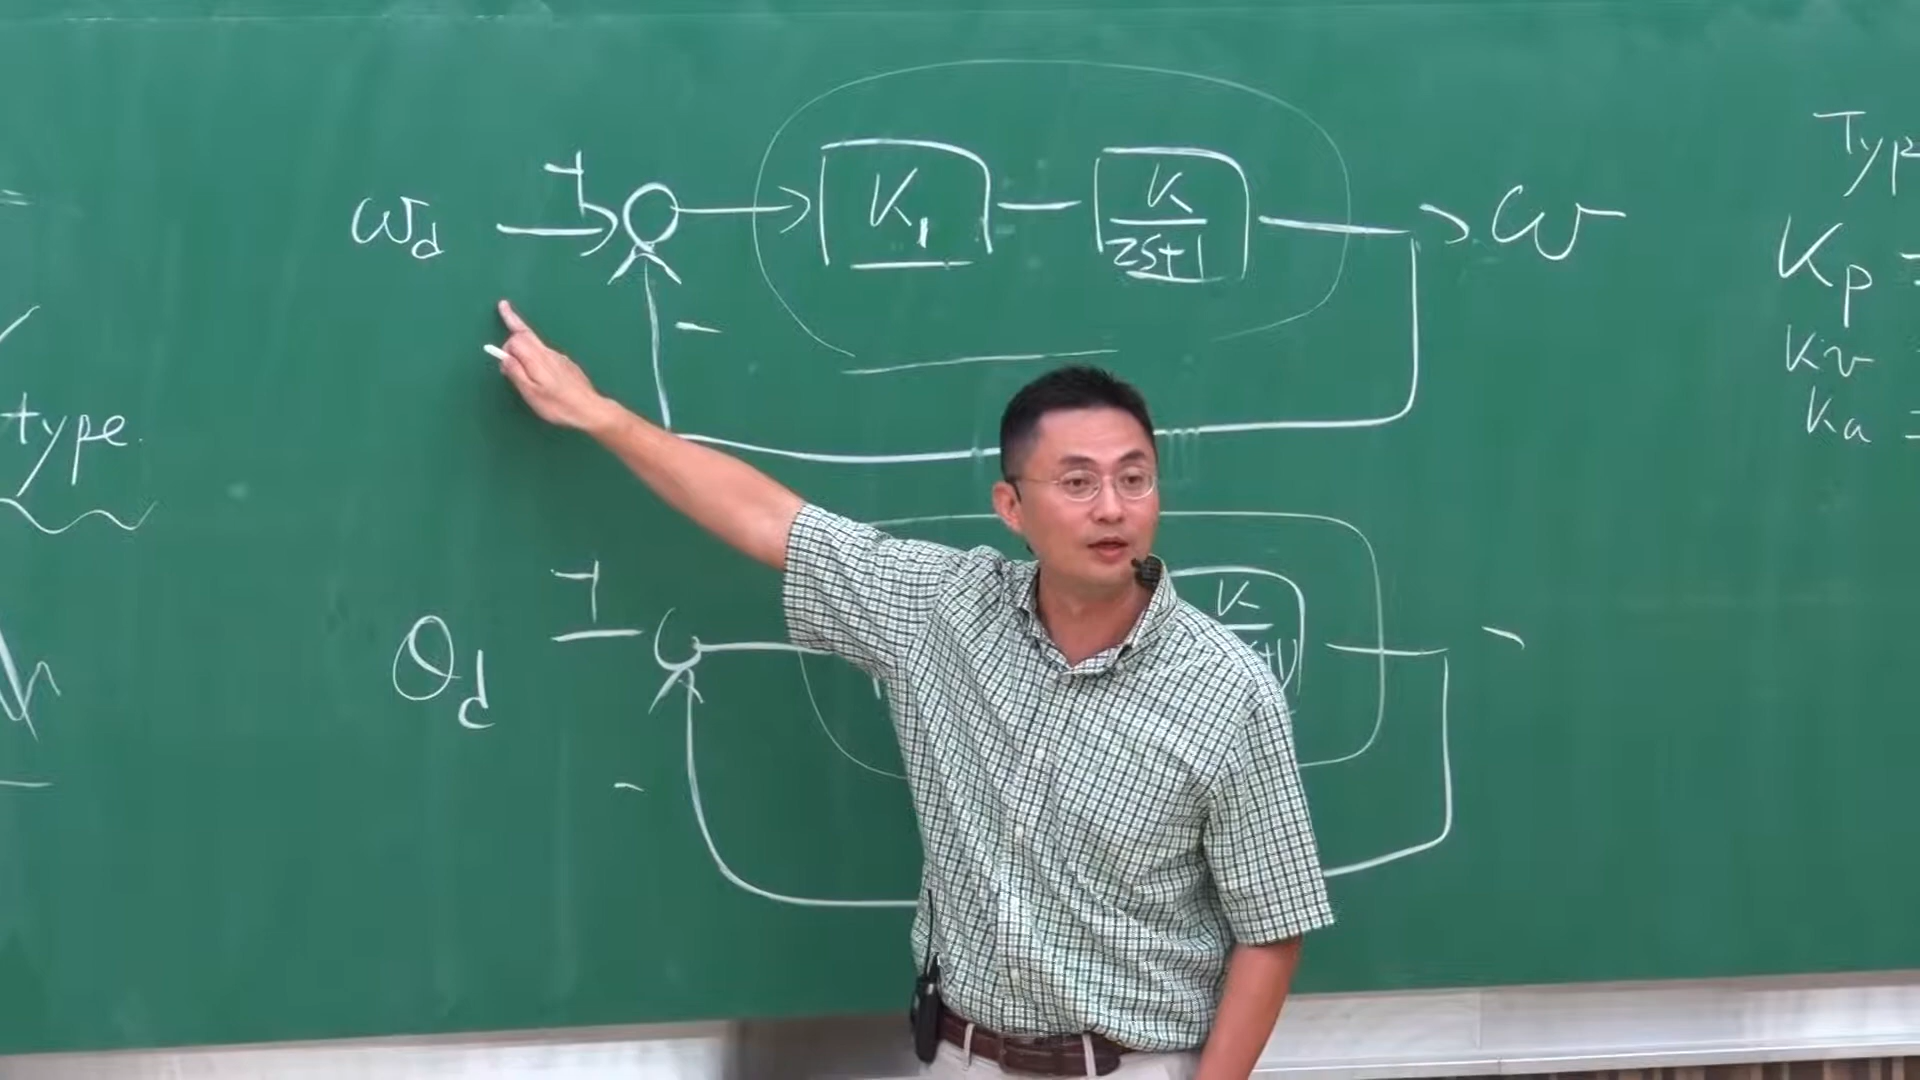 ωd + K₁ K/(τs+1) ω
-
type.
θd + K
-
Typ
Kp =
Kv =
Ka =